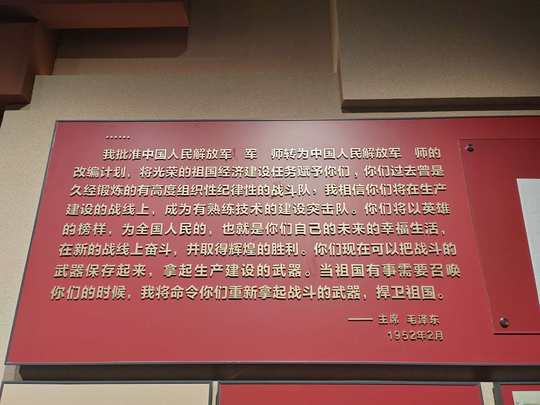 ……
我批准中国人民解放军 军 师转为中国人民解放军 师的
改编计划，将光荣的祖国经济建设任务赋予你们，你们过去曾是
久经锻炼的有高度组织性纪律性的战斗队，我相信你们将在生产
建设的战线上，成为有熟练技术的建设突击队。你们将以英雄
的榜样，为全国人民的，也就是你们自己的未来的幸福生活，
在新的战线上奋斗，并取得辉煌的胜利。你们现在可以把战斗的
武器保存起来，拿起生产建设的武器。当祖国有事需要召唤
你们的时候，我将命令你们重新拿起战斗的武器，捍卫祖国。
—— 主席 毛泽东
1952年2月